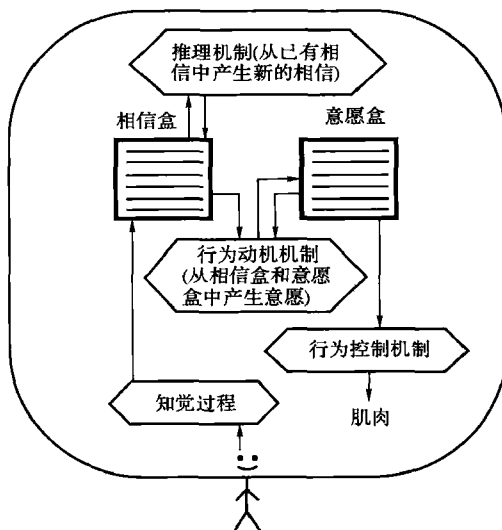 推理机制(从已有相
信中产生新的相信)
相信盒
意愿盒
行为动机机制
(从相信盒和意愿
盒中产生意愿)
行为控制机制
知觉过程
肌肉